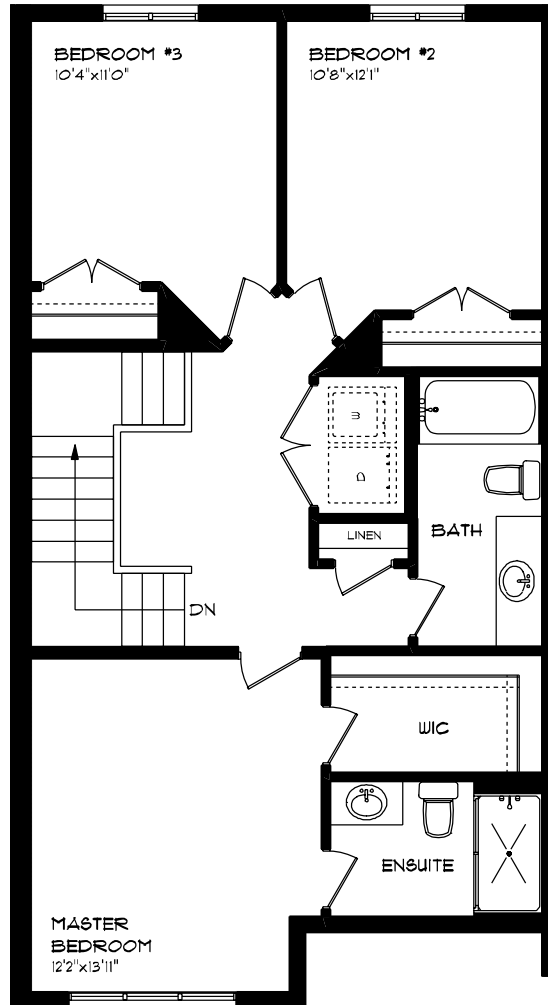 BEDROOM #3
10'4"x11'0"
BEDROOM #2
10'8"x12'1"
W
D
LINEN
BATH
DN
WIC
ENSUITE
MASTER
BEDROOM
12'2"x13'11"